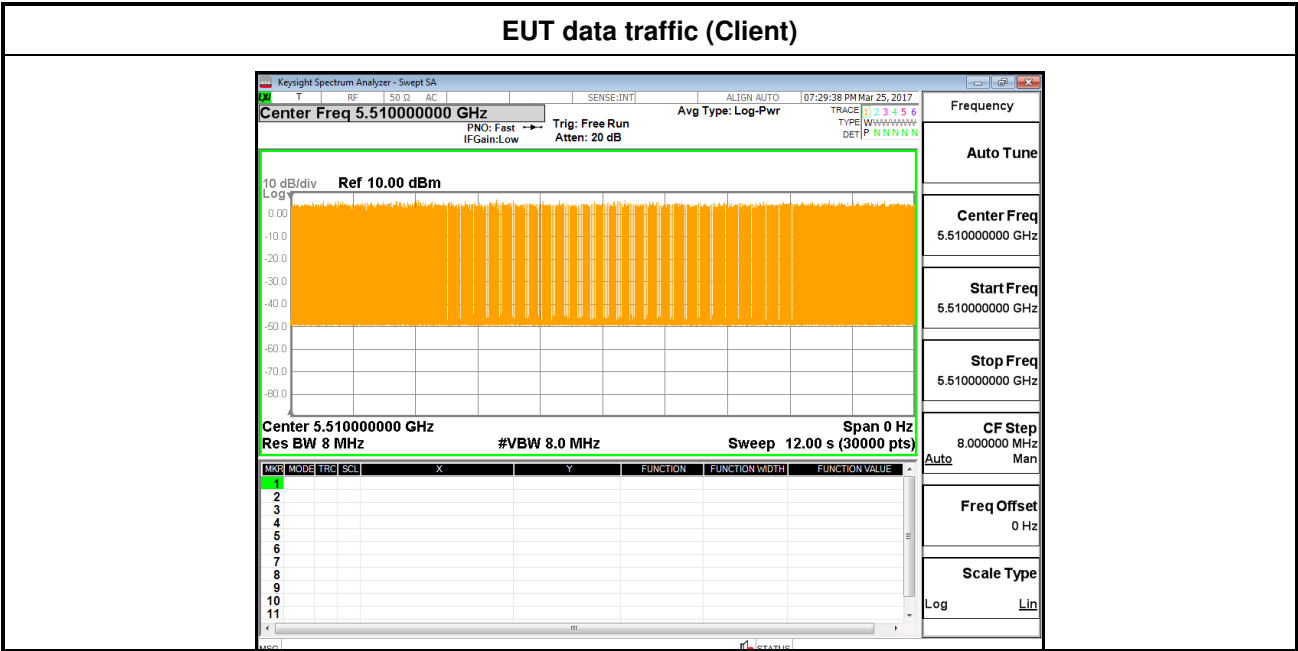 EUT data traffic (Client)
Keysight Spectrum Analyzer - Swept SA
LXI T RF 50 Ω AC SENSE:INT ALIGN AUTO 07:29:38 PM Mar 25, 2017
Center Freq 5.510000000 GHz
PNO: Fast
IFGain:Low
Trig: Free Run
Atten: 20 dB
Avg Type: Log-Pwr
TRACE 1 2 3 4 5 6
TYPE WWWWWWW
DET P N N N N N
10 dB/div Ref 10.00 dBm
Log
0.00
-10.0
-20.0
-30.0
-40.0
-50.0
-60.0
-70.0
-80.0
Center 5.510000000 GHz Span 0 Hz
Res BW 8 MHz #VBW 8.0 MHz Sweep 12.00 s (30000 pts)
MKR MODE TRC SCL X Y FUNCTION FUNCTION WIDTH FUNCTION VALUE
1
2
3
4
5
6
7
8
9
10
11
MSG STATUS
Frequency
Auto Tune
Center Freq
5.510000000 GHz
Start Freq
5.510000000 GHz
Stop Freq
5.510000000 GHz
CF Step
8.000000 MHz
Auto Man
Freq Offset
0 Hz
Scale Type
Log Lin